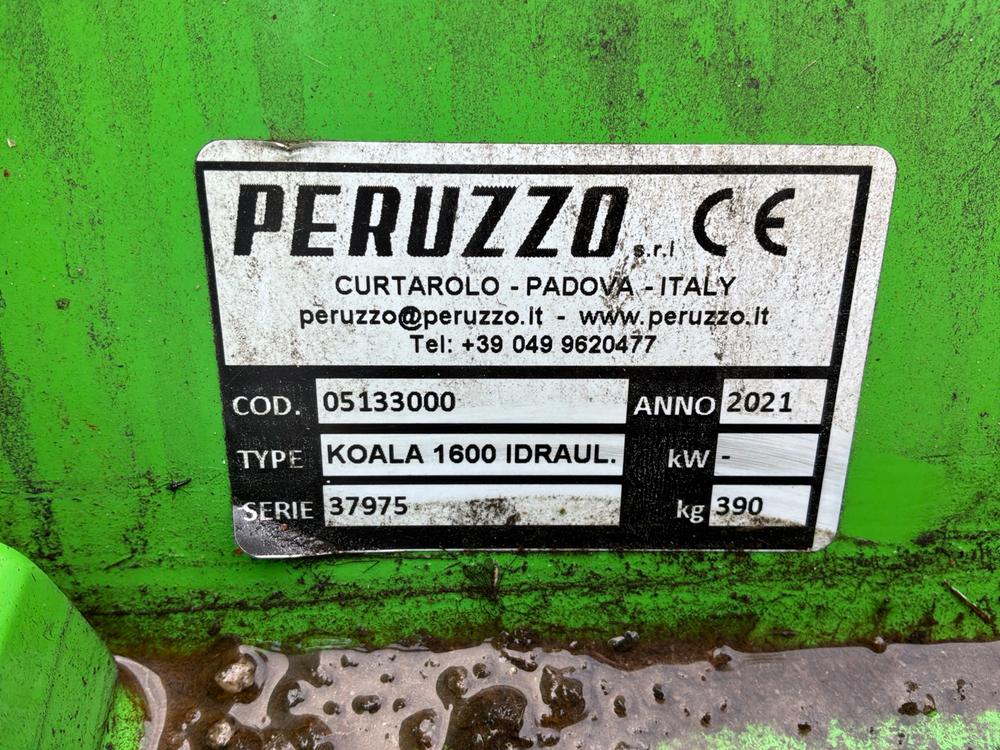 PERUZZO s.r.l CE
CURTAROLO - PADOVA - ITALY
peruzzo@peruzzo.it - www.peruzzo.it
Tel: +39 049 9620477
COD. 05133000 ANNO 2021
TYPE KOALA 1600 IDRAUL. kW -
SERIE 37975 kg 390